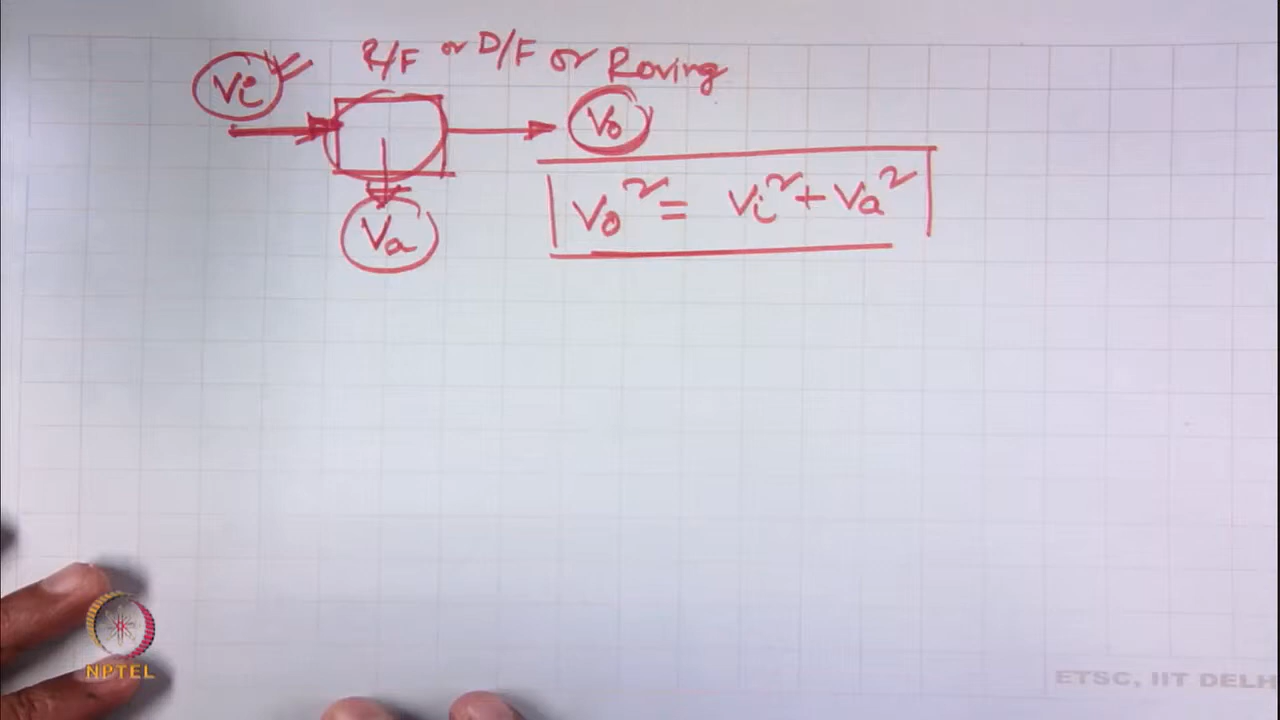 R/F or D/F or Roving
Vi
Vo
Va
Vo² = Vi² + Va²
NPTEL
ETSC, IIT DELH